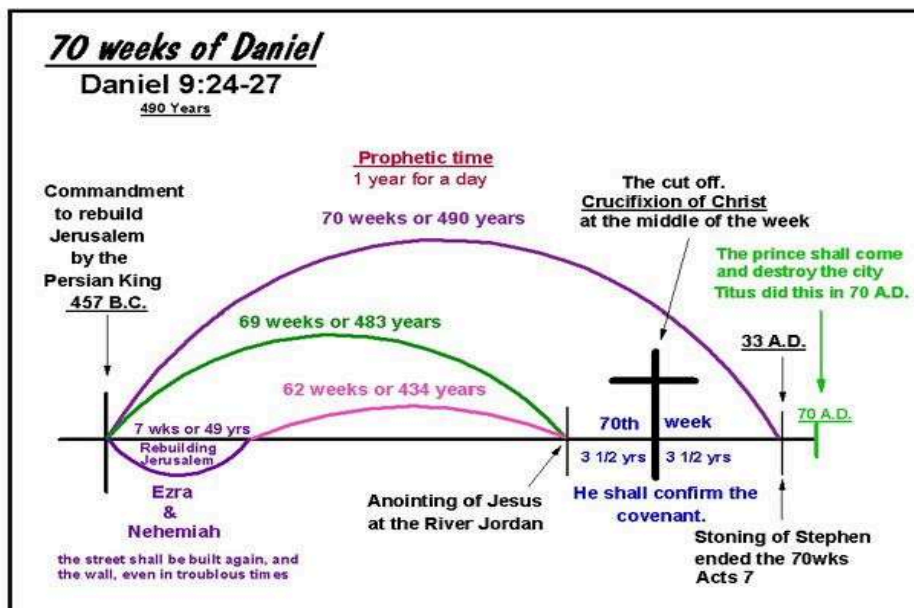 70 weeks of Daniel
Daniel 9:24-27
490 Years
Prophetic time
1 year for a day
Commandment
to rebuild
Jerusalem
by the
Persian King
457 B.C.
70 weeks or 490 years
The cut off.
Crucifixion of Christ
at the middle of the week
The prince shall come
and destroy the city
Titus did this in 70 A.D.
69 weeks or 483 years
33 A.D.
62 weeks or 434 years
70 A.D.
7 wks or 49 yrs
Rebuilding
Jerusalem
70th week
3 1/2 yrs 3 1/2 yrs
Ezra
&
Nehemiah
the street shall be built again, and
the wall, even in troublous times
Anointing of Jesus
at the River Jordan
He shall confirm the
covenant.
Stoning of Stephen
ended the 70wks
Acts 7